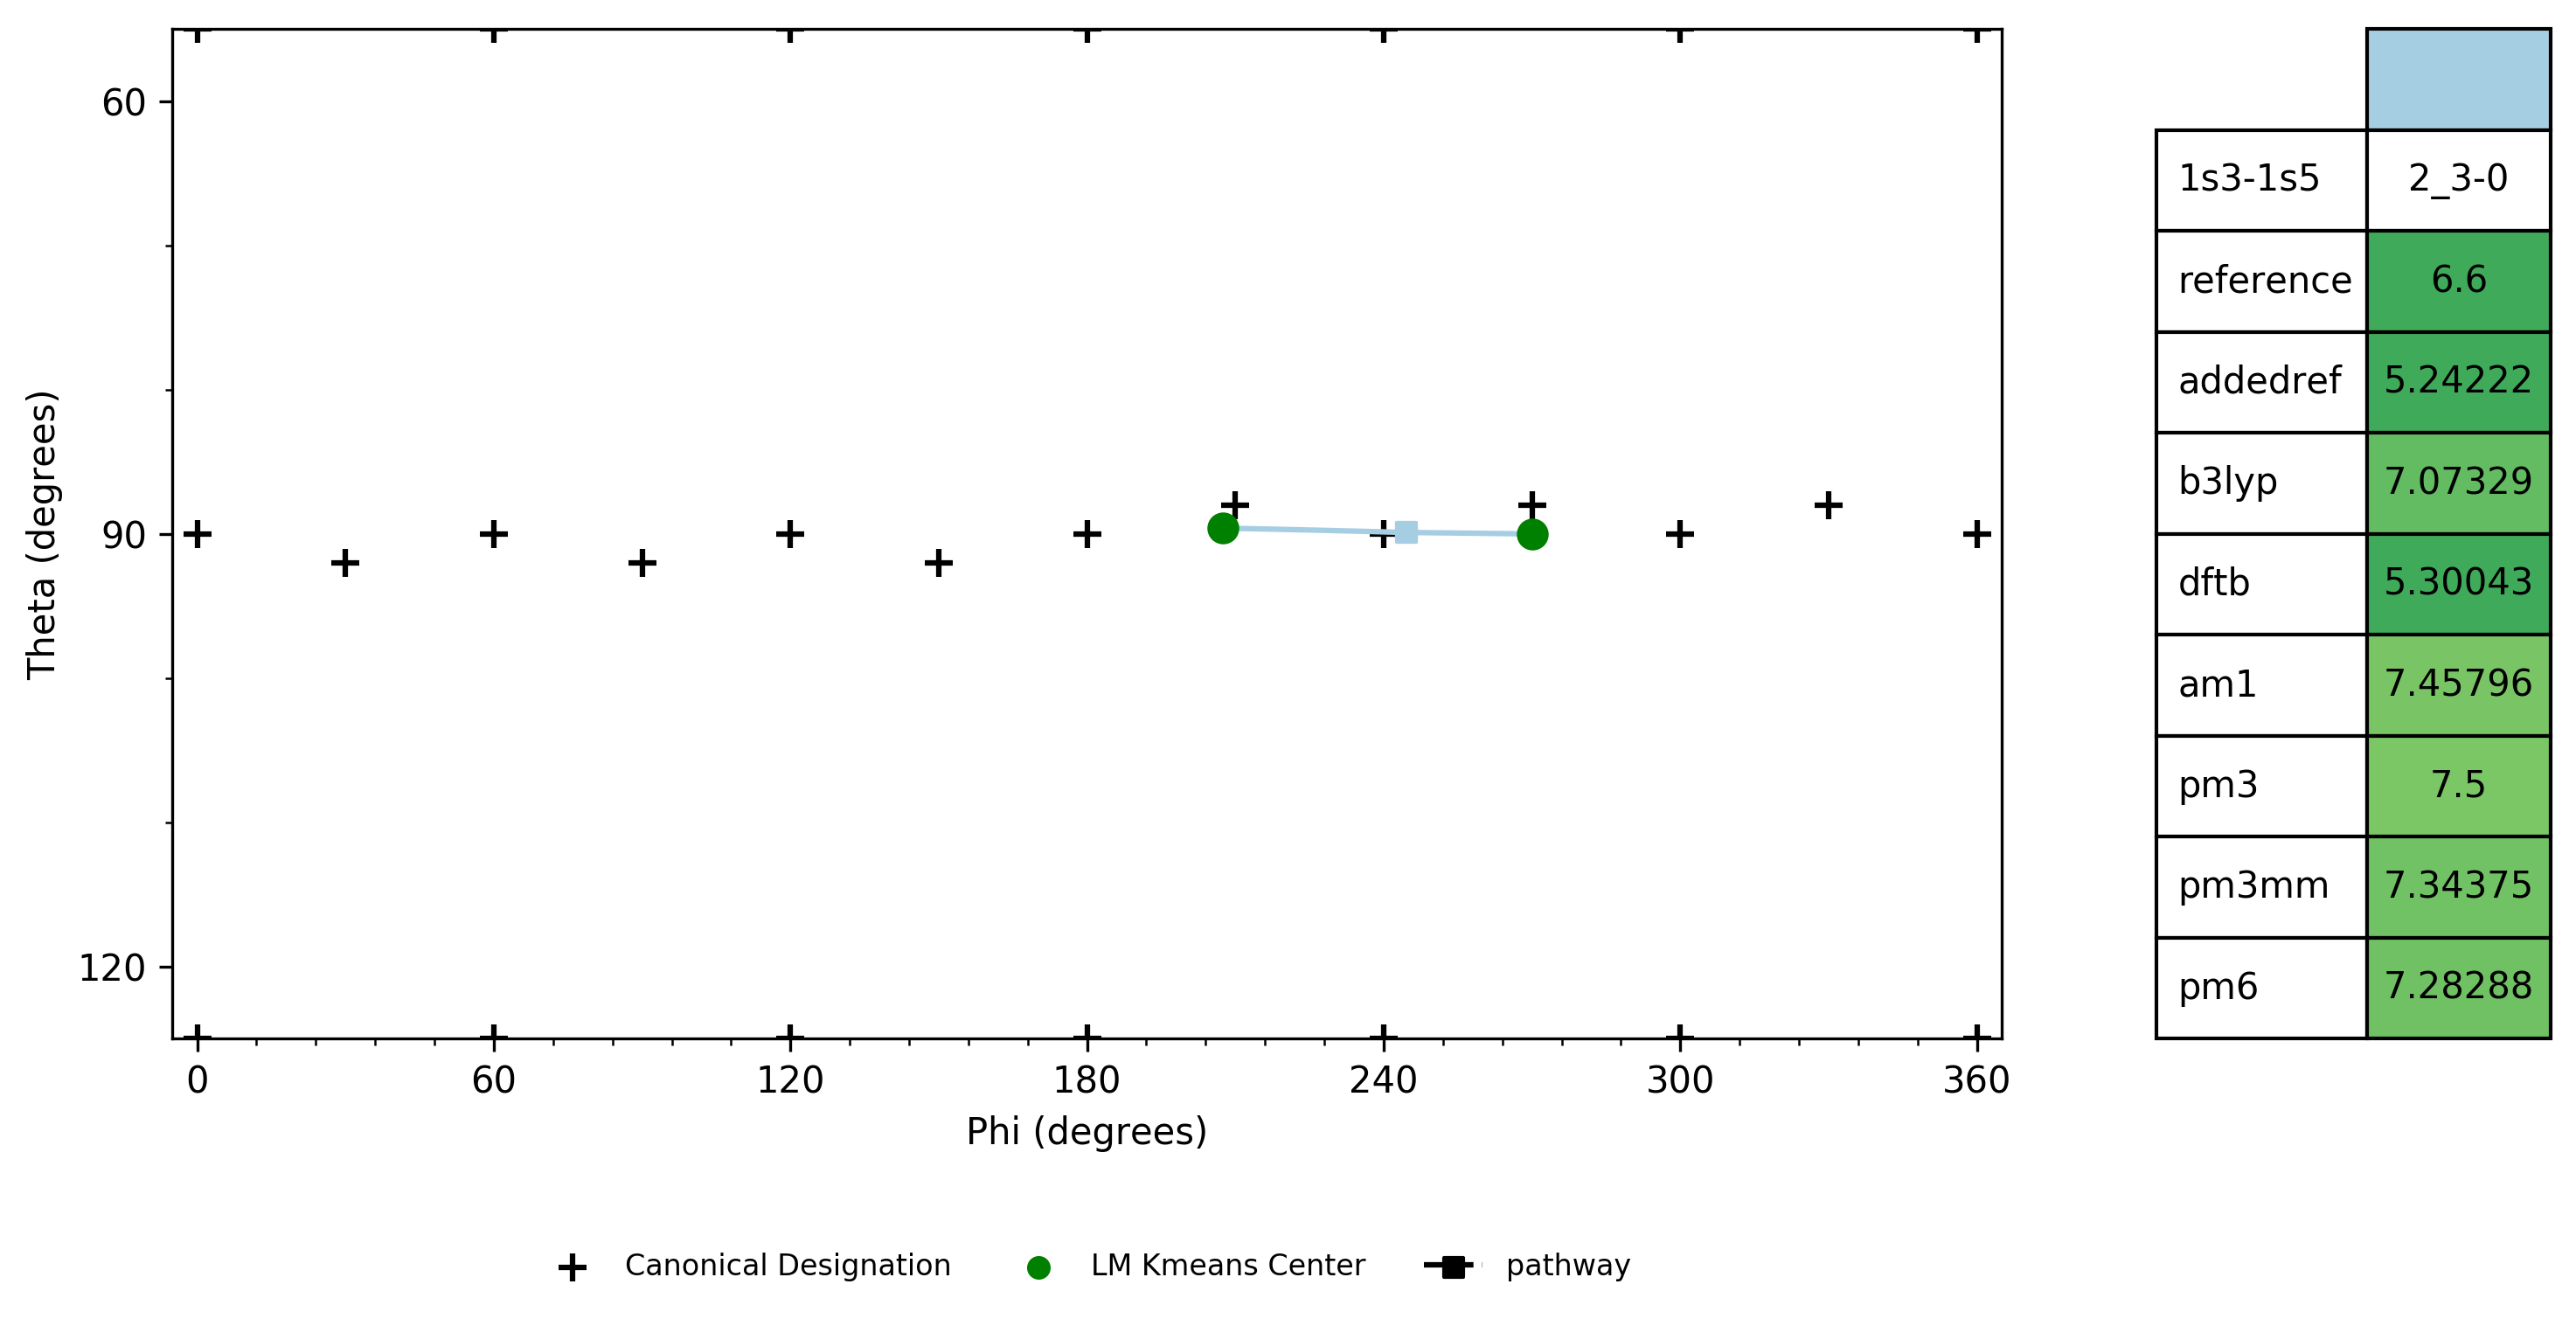 60
90
120
Theta (degrees)
0 60 120 180 240 300 360
Phi (degrees)
Canonical Designation LM Kmeans Center pathway
1s3-1s5 2_3-0
reference 6.6
addedref 5.24222
b3lyp 7.07329
dftb 5.30043
am1 7.45796
pm3 7.5
pm3mm 7.34375
pm6 7.28288